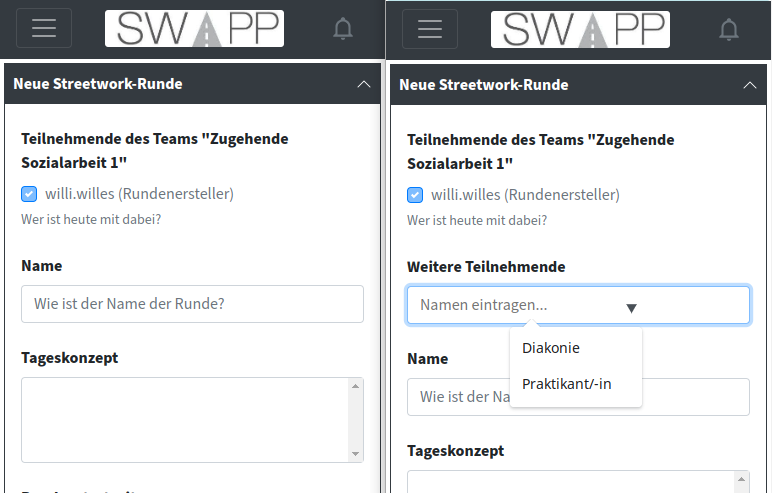 SWAPP
Neue Streetwork-Runde
Teilnehmende des Teams "Zugehende
Sozialarbeit 1"
willi.willes (Rundenersteller)
Wer ist heute mit dabei?
Name
Wie ist der Name der Runde?
Tageskonzept
SWAPP
Neue Streetwork-Runde
Teilnehmende des Teams "Zugehende
Sozialarbeit 1"
willi.willes (Rundenersteller)
Wer ist heute mit dabei?
Weitere Teilnehmende
Namen eintragen...
Diakonie
Praktikant/-in
Name
Wie ist der Na
Tageskonzept